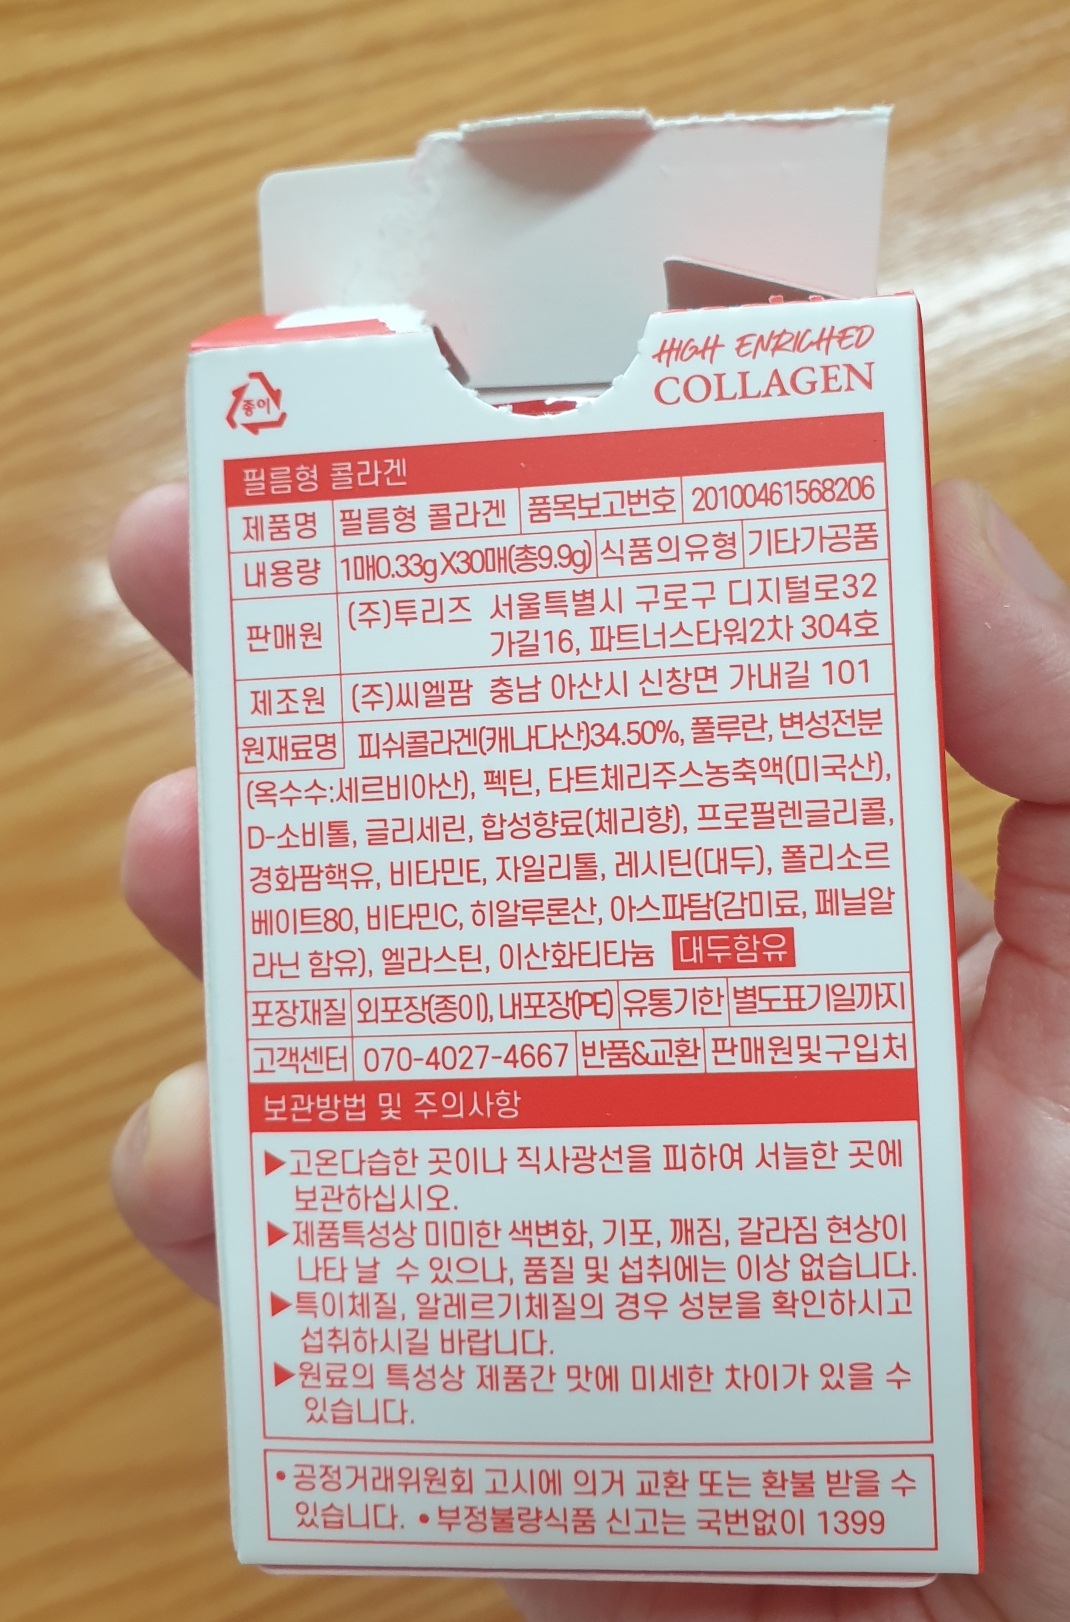 종이
HIGH ENRICHED
COLLAGEN
필름형 콜라겐
제품명 필름형 콜라겐 품목보고번호 20100461568206
내용량 1매0.33g X30매(총9.9g) 식품의유형 기타가공품
판매원 (주)투리즈 서울특별시 구로구 디지털로32
가길16, 파트너스타워2차 304호
제조원 (주)씨엘팜 충남 아산시 신창면 가내길 101
원재료명 피쉬콜라겐(캐나다산)34.50%, 풀루란, 변성전분
(옥수수:세르비아산), 펙틴, 타트체리주스농축액(미국산),
D-소비톨, 글리세린, 합성향료(체리향), 프로필렌글리콜,
경화팜핵유, 비타민E, 자일리톨, 레시틴(대두), 폴리소르
베이트80, 비타민C, 히알루론산, 아스파탐(감미료, 페닐알
라닌 함유), 엘라스틴, 이산화티타늄 대두함유
포장재질 외포장(종이), 내포장(PE) 유통기한 별도표기일까지
고객센터 070-4027-4667 반품&교환 판매원및구입처
보관방법 및 주의사항
▶고온다습한 곳이나 직사광선을 피하여 서늘한 곳에
보관하십시오.
▶제품특성상 미미한 색변화, 기포, 깨짐, 갈라짐 현상이
나타 날 수 있으나, 품질 및 섭취에는 이상 없습니다.
▶특이체질, 알레르기체질의 경우 성분을 확인하시고
섭취하시길 바랍니다.
▶원료의 특성상 제품간 맛에 미세한 차이가 있을 수
있습니다.
• 공정거래위원회 고시에 의거 교환 또는 환불 받을 수
있습니다. • 부정불량식품 신고는 국번없이 1399